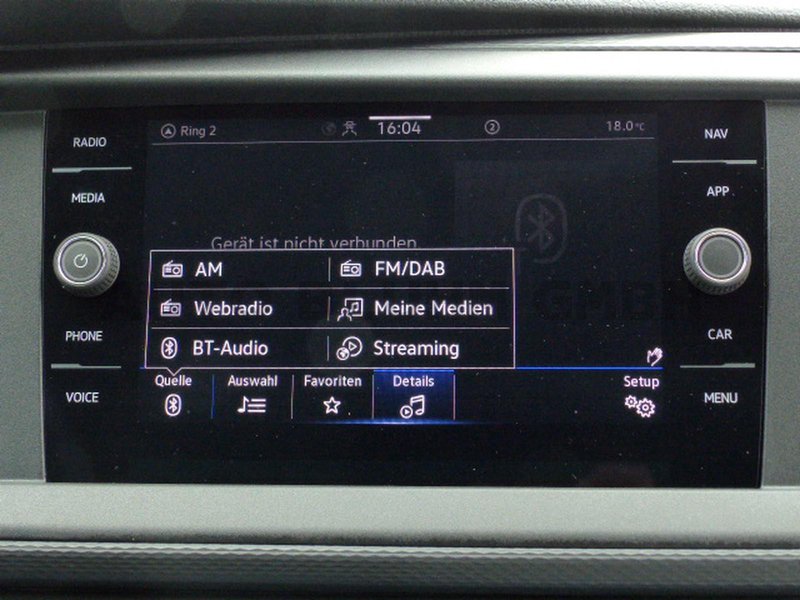 RADIO
MEDIA
PHONE
VOICE
Ring 2
16:04
2
18.0°C
Gerät ist nicht verbunden.
AM
FM/DAB
Webradio
Meine Medien
BT-Audio
Streaming
Quelle
Auswahl
Favoriten
Details
Setup
NAV
APP
CAR
MENU